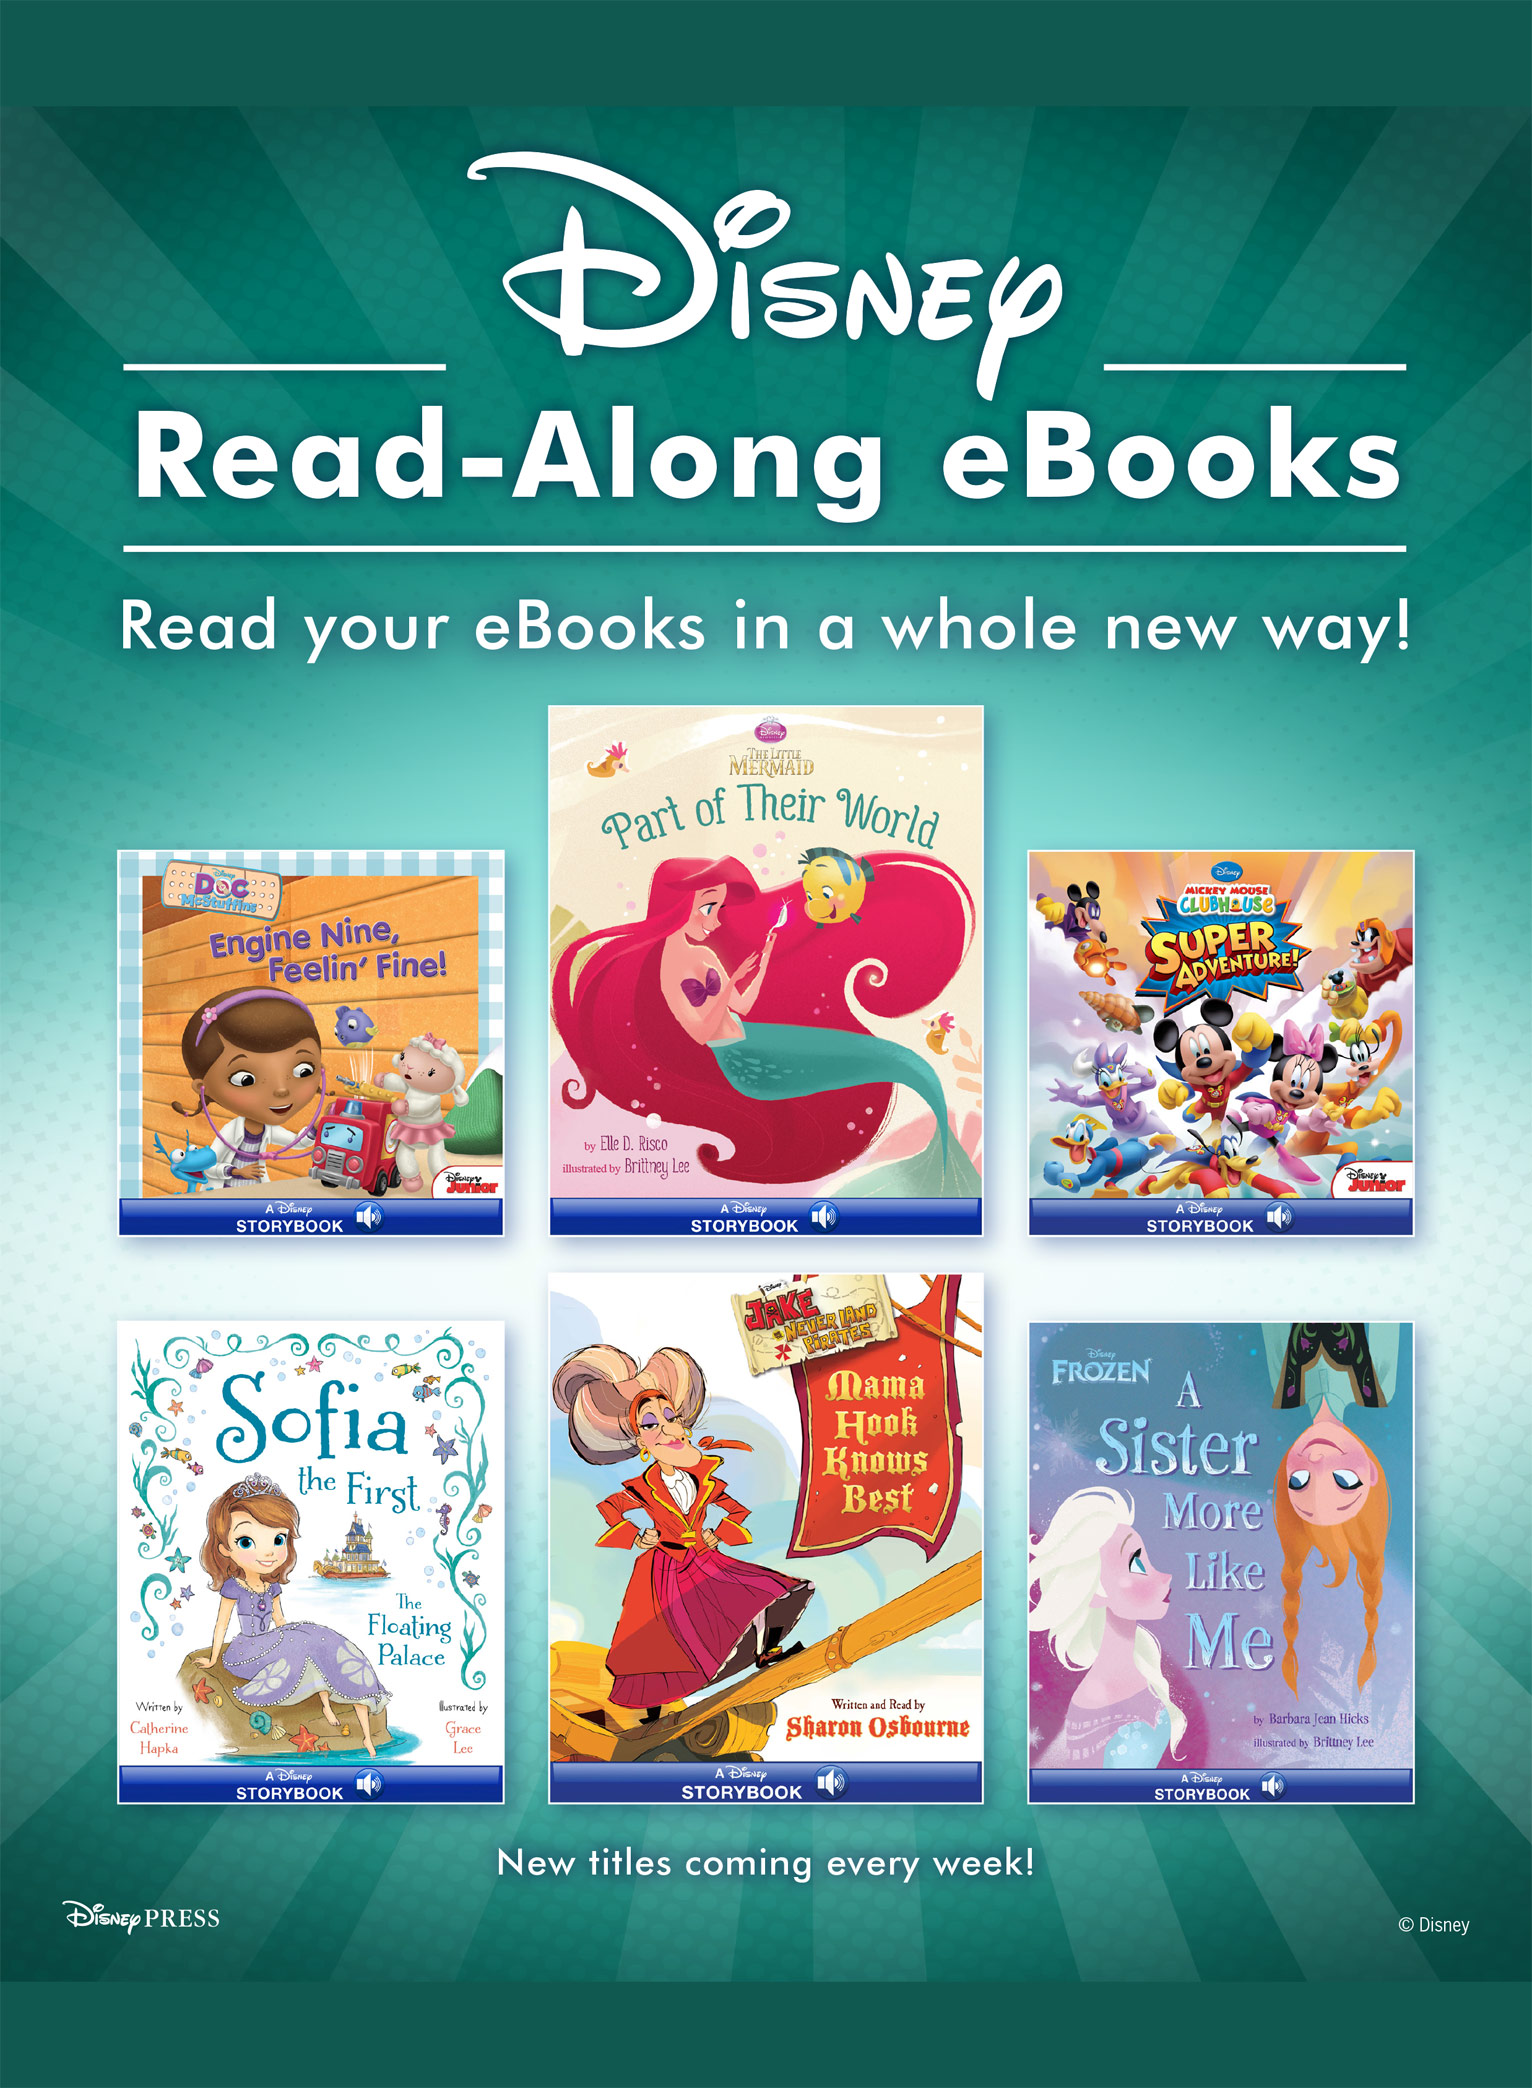 Disney
Read-Along eBooks
Read your eBooks in a whole new way!
Disney
THE LITTLE
MERMAID
Part of Their World
by Elle D. Risco
illustrated by Brittney Lee
A Disney
STORYBOOK
Disney
DOC
McStuffins
Engine Nine,
Feelin' Fine!
Disney
Junior
A Disney
STORYBOOK
Disney
MICKEY MOUSE
CLUBHOUSE
SUPER
ADVENTURE!
Disney
Junior
A Disney
STORYBOOK
Sofia
the First
The
Floating
Palace
Written by
Catherine
Hapka
Illustrated by
Grace
Lee
A Disney
STORYBOOK
Disney
JAKE
NEVER LAND
PIRATES
Mama
Hook
Knows
Best
Written and Read by
Sharon Osbourne
A Disney
STORYBOOK
Disney
FROZEN
A
Sister
More
Like
Me
by Barbara Jean Hicks
illustrated by Brittney Lee
A Disney
STORYBOOK
New titles coming every week!
Disney PRESS
© Disney